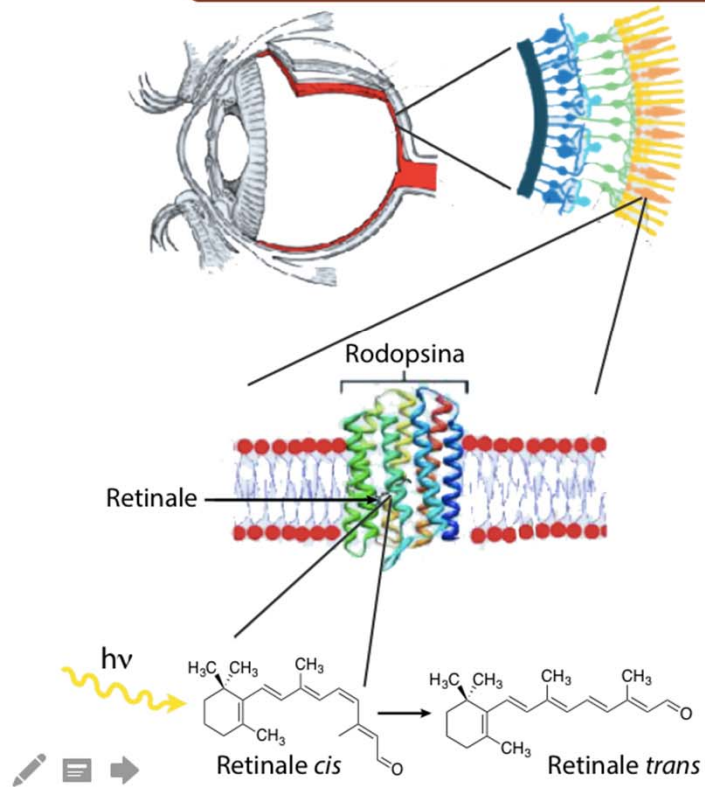 Rodopsina
Retinale
hν
H₃C CH₃
CH₃
CH₃
O
Retinale cis
H₃C CH₃
CH₃
CH₃
CH₃
O
Retinale trans